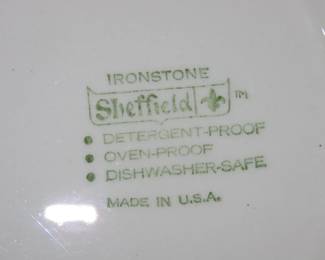 IRONSTONE
Sheffield TM
• DETERGENT-PROOF
• OVEN-PROOF
• DISHWASHER-SAFE
MADE IN U.S.A.